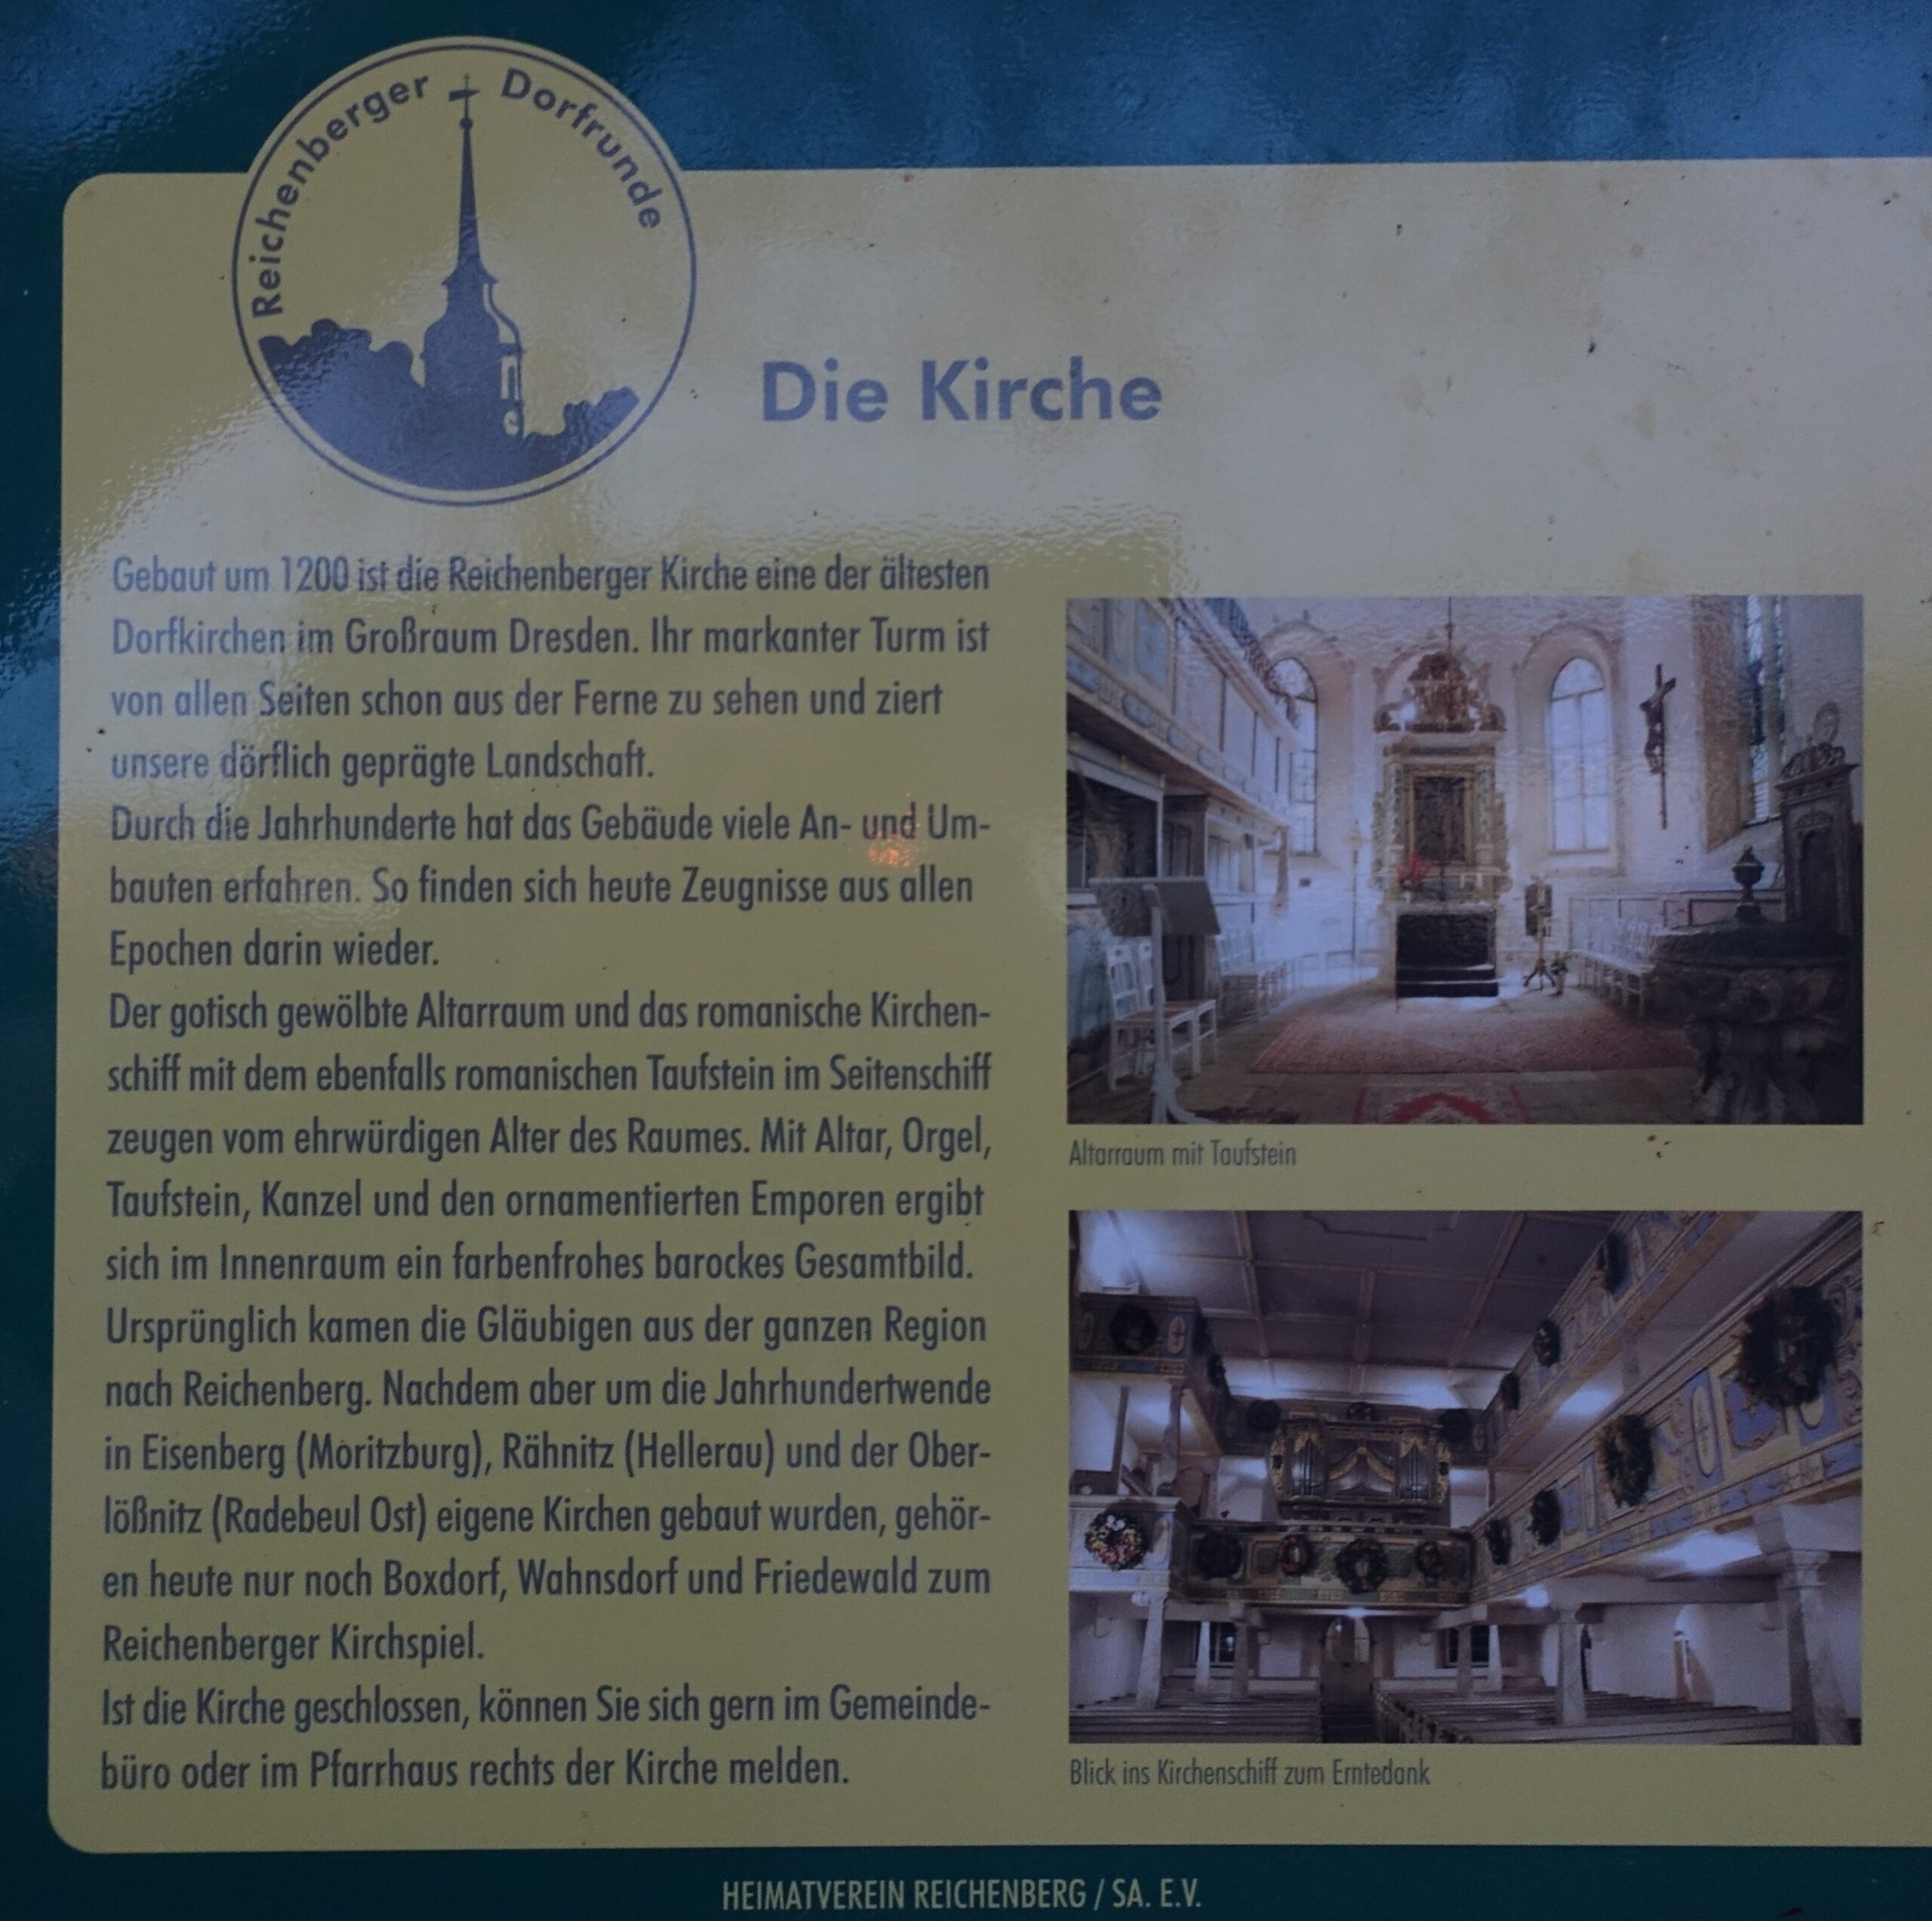 Reichenberger Dorfrunde
Die Kirche
Gebaut um 1200 ist die Reichenberger Kirche eine der ältesten
Dorfkirchen im Großraum Dresden. Ihr markanter Turm ist
von allen Seiten schon aus der Ferne zu sehen und ziert
unsere dörflich geprägte Landschaft.
Durch die Jahrhunderte hat das Gebäude viele An- und Um-
bauten erfahren. So finden sich heute Zeugnisse aus allen
Epochen darin wieder.
Der gotisch gewölbte Altarraum und das romanische Kirchen-
schiff mit dem ebenfalls romanischen Taufstein im Seitenschiff
zeugen vom ehrwürdigen Alter des Raumes. Mit Altar, Orgel,
Taufstein, Kanzel und den ornamentierten Emporen ergibt
sich im Innenraum ein farbenfrohes barockes Gesamtbild.
Ursprünglich kamen die Gläubigen aus der ganzen Region
nach Reichenberg. Nachdem aber um die Jahrhundertwende
in Eisenberg (Moritzburg), Rähnitz (Hellerau) und der Ober-
lößnitz (Radebeul Ost) eigene Kirchen gebaut wurden, gehör-
en heute nur noch Boxdorf, Wahnsdorf und Friedewald zum
Reichenberger Kirchspiel.
Ist die Kirche geschlossen, können Sie sich gern im Gemeinde-
büro oder im Pfarrhaus rechts der Kirche melden.
Altarraum mit Taufstein
Blick ins Kirchenschiff zum Erntedank
HEIMATVEREIN REICHENBERG / SA. E.V.